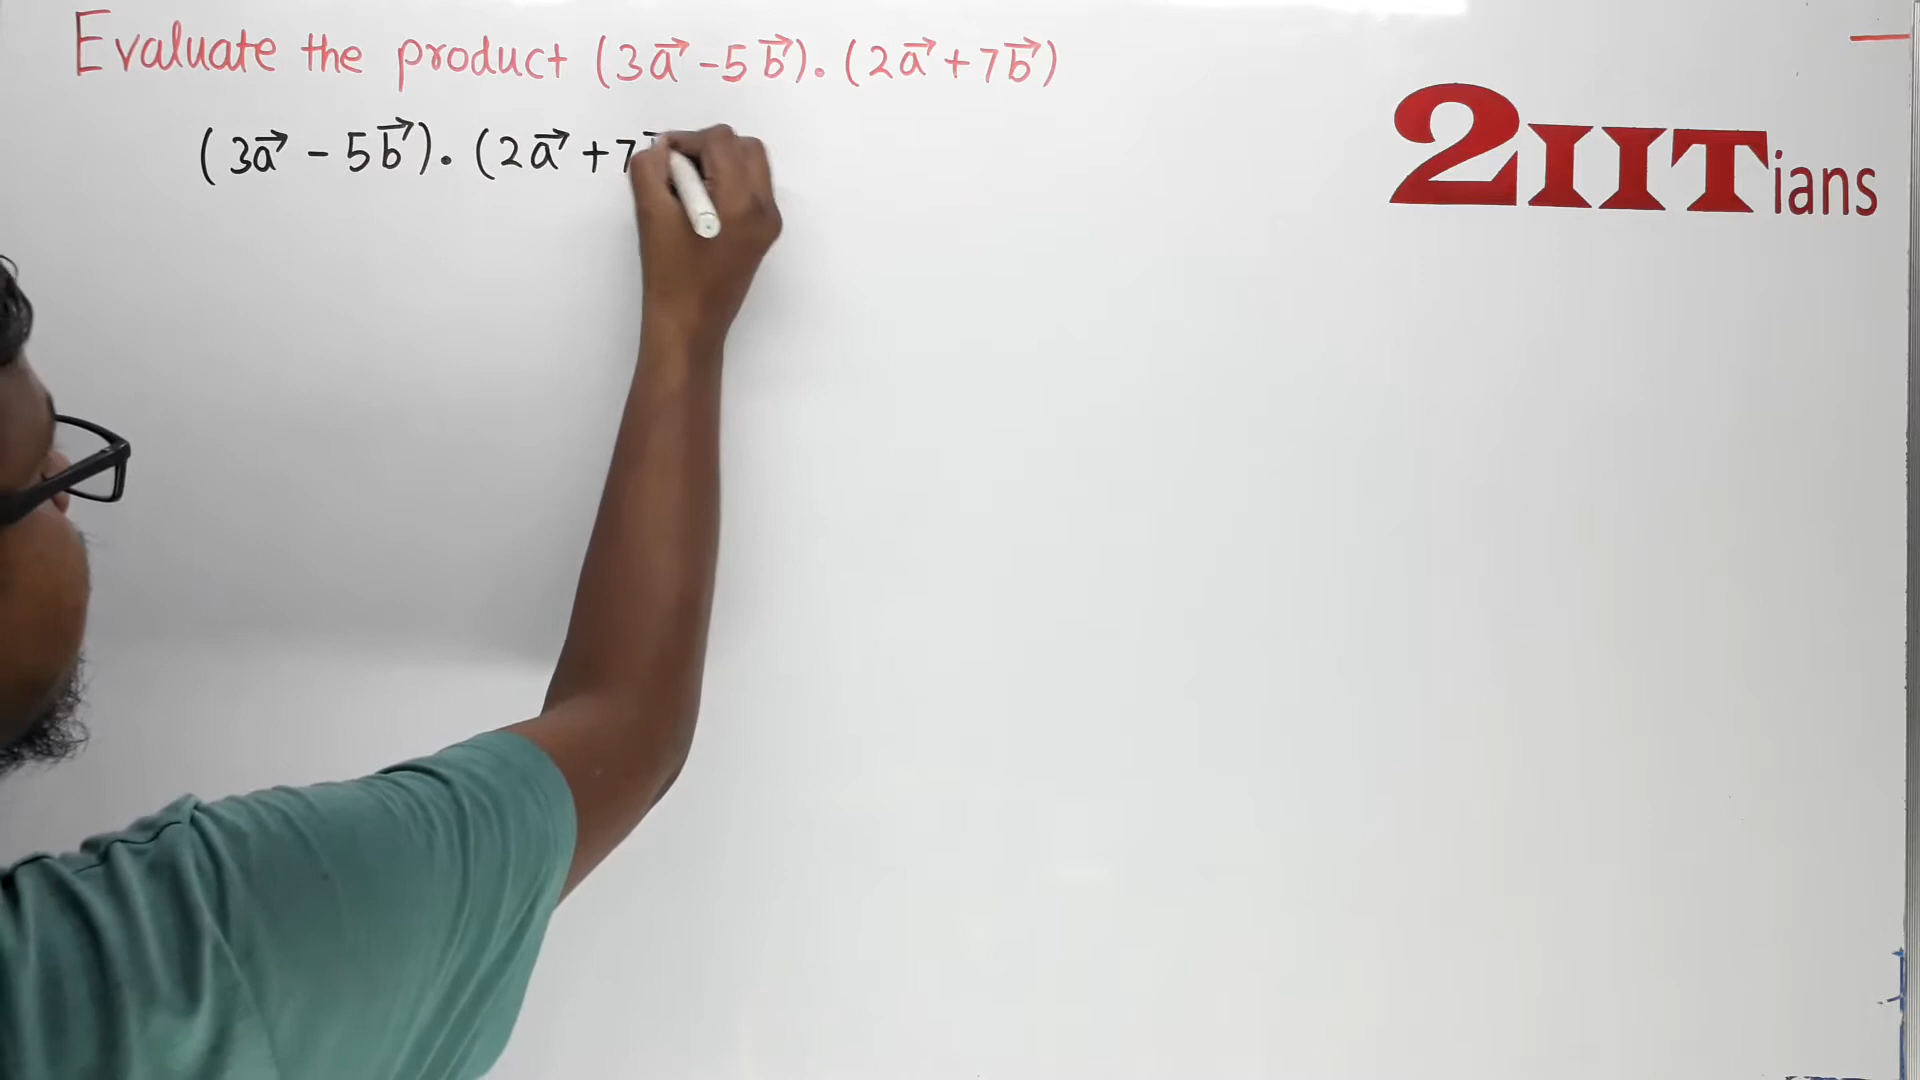 Evaluate the product (3a⃗ - 5b⃗) . (2a⃗ + 7b⃗)
(3a⃗ - 5b⃗) . (2a⃗ + 7
2IITians